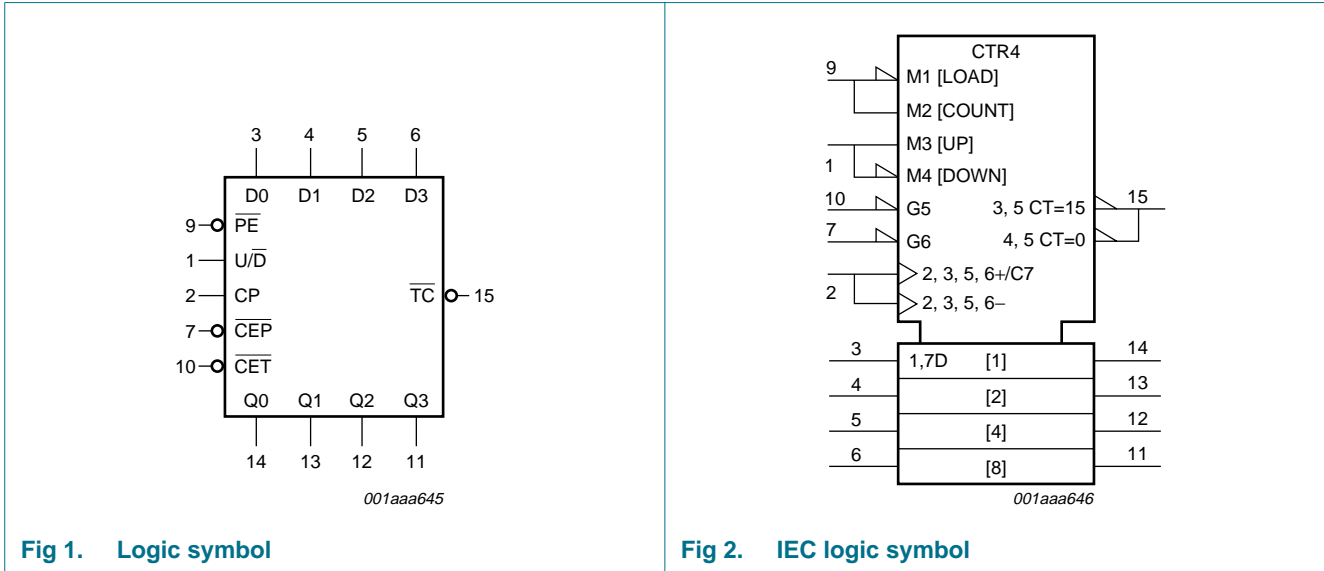 3 4 5 6
D0 D1 D2 D3
9 P̅E̅
1 U/D̅
2 CP T̅C̅ 15
7 C̅E̅P̅
10 C̅E̅T̅
Q0 Q1 Q2 Q3
14 13 12 11
001aaa645
Fig 1. Logic symbol
CTR4
9 M1 [LOAD]
M2 [COUNT]
M3 [UP]
1 M4 [DOWN]
10 G5 3, 5 CT=15 15
7 G6 4, 5 CT=0
2, 3, 5, 6+/C7
2 2, 3, 5, 6−
3 1,7D [1] 14
4 [2] 13
5 [4] 12
6 [8] 11
001aaa646
Fig 2. IEC logic symbol